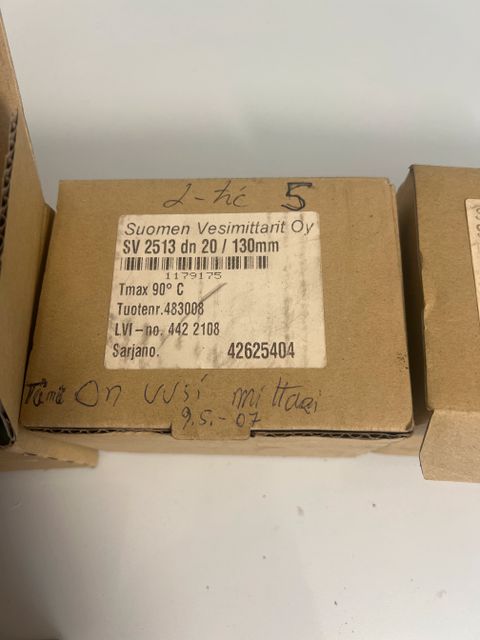 2-tie 5
Suomen Vesimittarit Oy
SV 2513 dn 20 / 130mm
1179175
Tmax 90° C
Tuotenr.483008
LVI-no. 442 2108
Sarjano. 42625404
Tämä On uusi mittari
9.5.-07